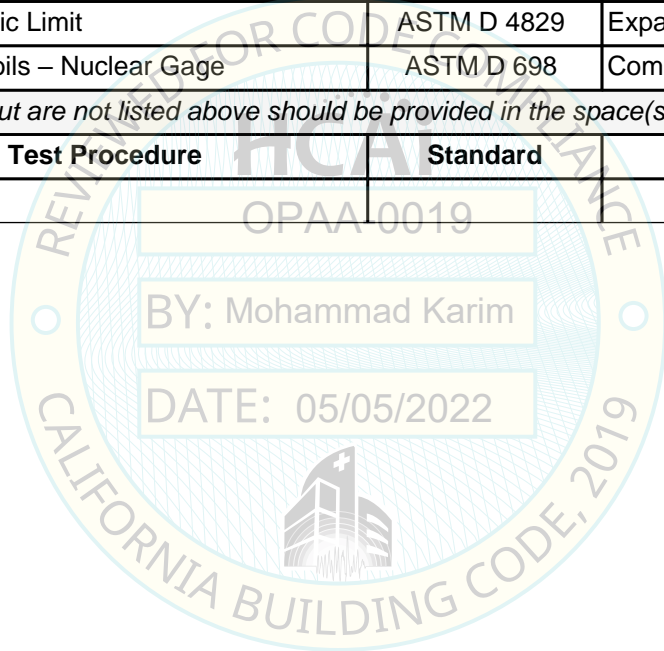 ic Limit ASTM D 4829 Expa
oils – Nuclear Gage ASTM D 698 Com
ut are not listed above should be provided in the space(s
Test Procedure Standard
REVIEWED FOR CODE COMPLIANCE
HCAi
OPAA-0019
BY: Mohammad Karim
DATE: 05/05/2022
CALIFORNIA BUILDING CODE, 2019